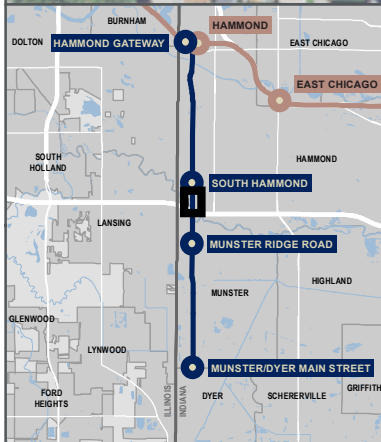 BURNHAM
HAMMOND
DOLTON
HAMMOND GATEWAY
EAST CHICAGO
EAST CHICAGO
SOUTH
HOLLAND
HAMMOND
SOUTH HAMMOND
LANSING
MUNSTER RIDGE ROAD
HIGHLAND
MUNSTER
GLENWOOD
LYNWOOD
MUNSTER/DYER MAIN STREET
FORD
HEIGHTS
ILLINOIS
INDIANA
DYER
SCHERERVILLE
GRIFFITH